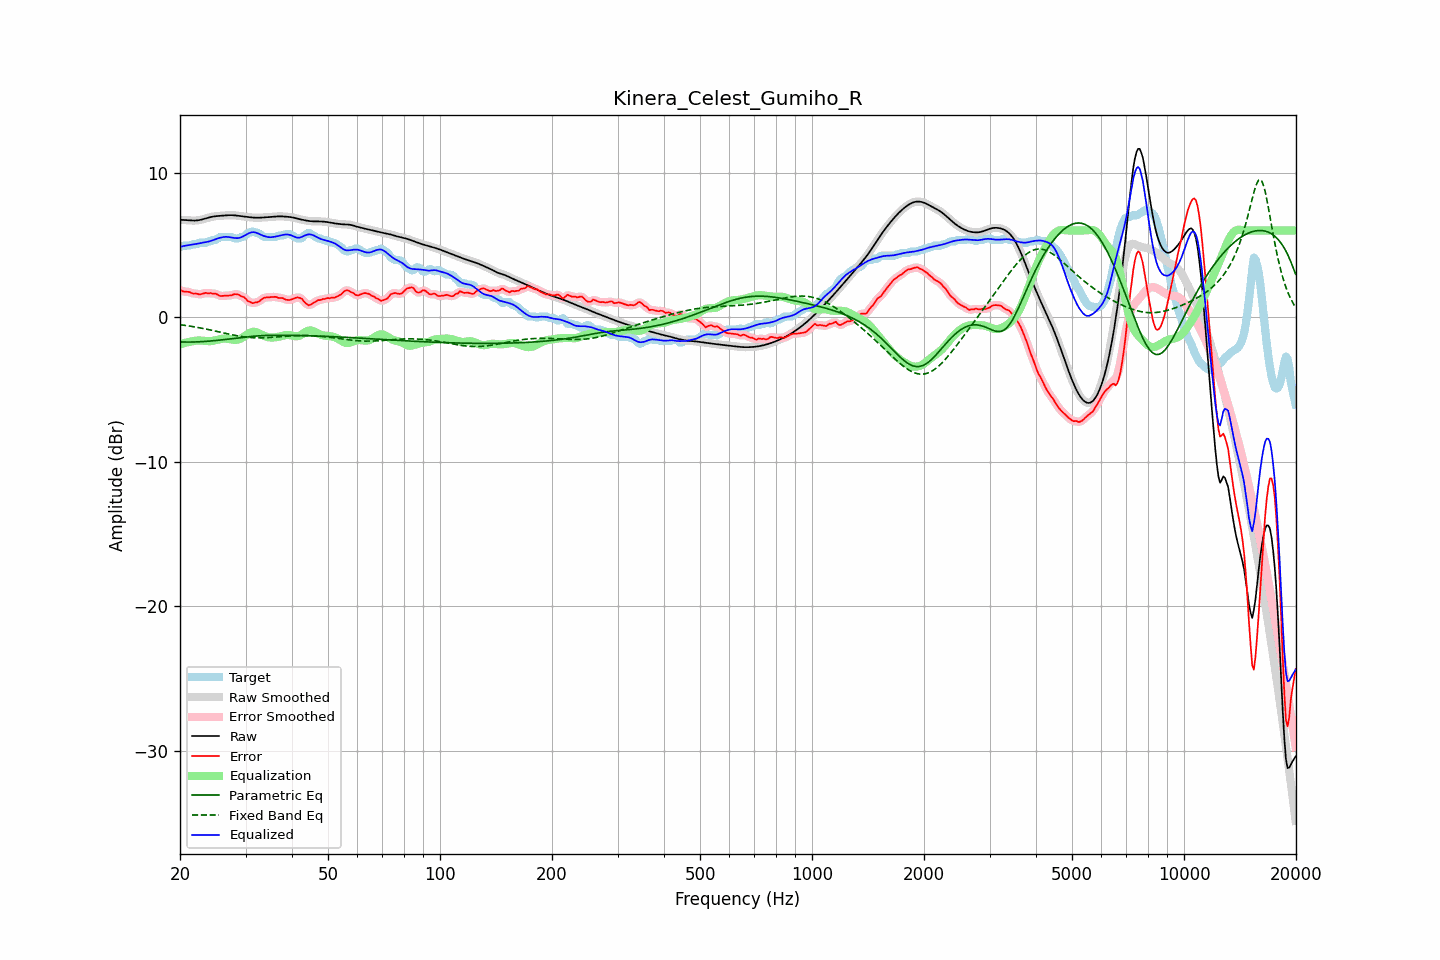 Kinera_Celest_Gumiho_R
10
0
−10
−20
−30
Amplitude (dBr)
20
50
100
200
500
1000
2000
5000
10000
20000
Frequency (Hz)
Target
Raw Smoothed
Error Smoothed
Raw
Error
Equalization
Parametric Eq
Fixed Band Eq
Equalized